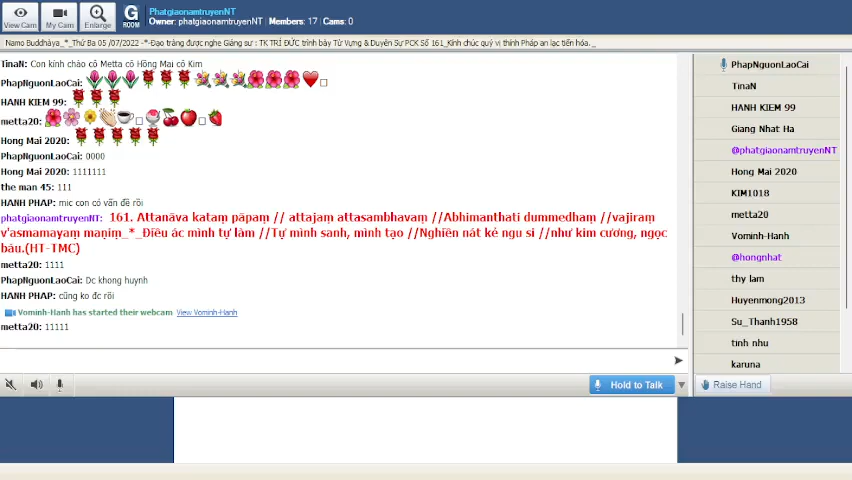 View Cam
My Cam
Enlarge
G
ROOM
PhatgiaonamtruyenNT
Owner: phatgiaonamtruyenNT | Members: 17 | Cams: 0
Namo Buddhàya_*_Thứ Ba 05 /07/2022 -*-Đạo tràng được nghe Giảng sư : TK TRÍ ĐỨC trình bày Từ Vựng & Duyên Sự PCK Số 161_Kính chúc quý vị thính Pháp an lạc tiến hóa. _
TinaN: Con kính chào cô Metta cô Hồng Mai cô Kim
PhapNguonLaoCai:
HANH KIEM 99:
metta20:
Hong Mai 2020:
PhapNguonLaoCai: 0000
Hong Mai 2020: 1111111
the man 45: 111
HANH PHAP: mic con có vấn đề rồi
phatgiaonamtruyenNT: 161. Attanāva kataṃ pāpaṃ // attajaṃ attasambhavaṃ //Abhimanthati dummedhaṃ //vajiraṃ
v'asmamayaṃ maṇiṃ_*_Điều ác mình tự làm //Tự mình sanh, mình tạo //Nghiền nát kẻ ngu si //như kim cương, ngọc
báu.(HT-TMC)
metta20: 1111
PhapNguonLaoCai: Dc khong huynh
HANH PHAP: cũng ko đc rồi
Vominh-Hanh has started their webcam View Vominh-Hanh
metta20: 11111
Hold to Talk
PhapNguonLaoCai
TinaN
HANH KIEM 99
Giang Nhat Ha
@phatgiaonamtruyenNT
Hong Mai 2020
KIM1018
metta20
Vominh-Hanh
@hongnhat
thy lam
Huyenmong2013
Su_Thanh1958
tinh nhu
karuna
Raise Hand